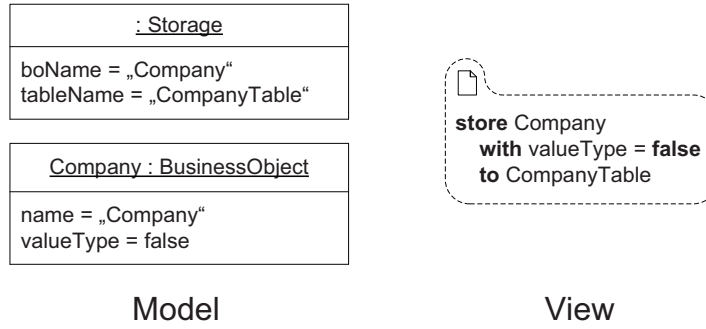 : Storage
boName = „Company“
tableName = „CompanyTable“
Company : BusinessObject
name = „Company“
valueType = false
Model
store Company
with valueType = false
to CompanyTable
View